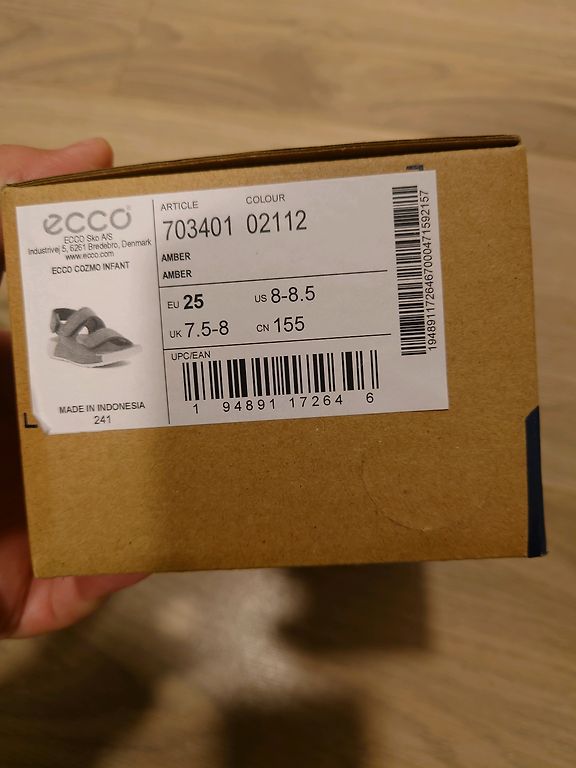 ecco
ECCO Sko A/S
Industrivej 5, 6261 Bredebro, Denmark
www.ecco.com
ECCO COZMO INFANT
MADE IN INDONESIA
241
ARTICLE COLOUR
703401 02112
AMBER
AMBER
EU 25 US 8-8.5
UK 7.5-8 CN 155
UPC/EAN
1 94891 17264 6
19489117264670004715921​57